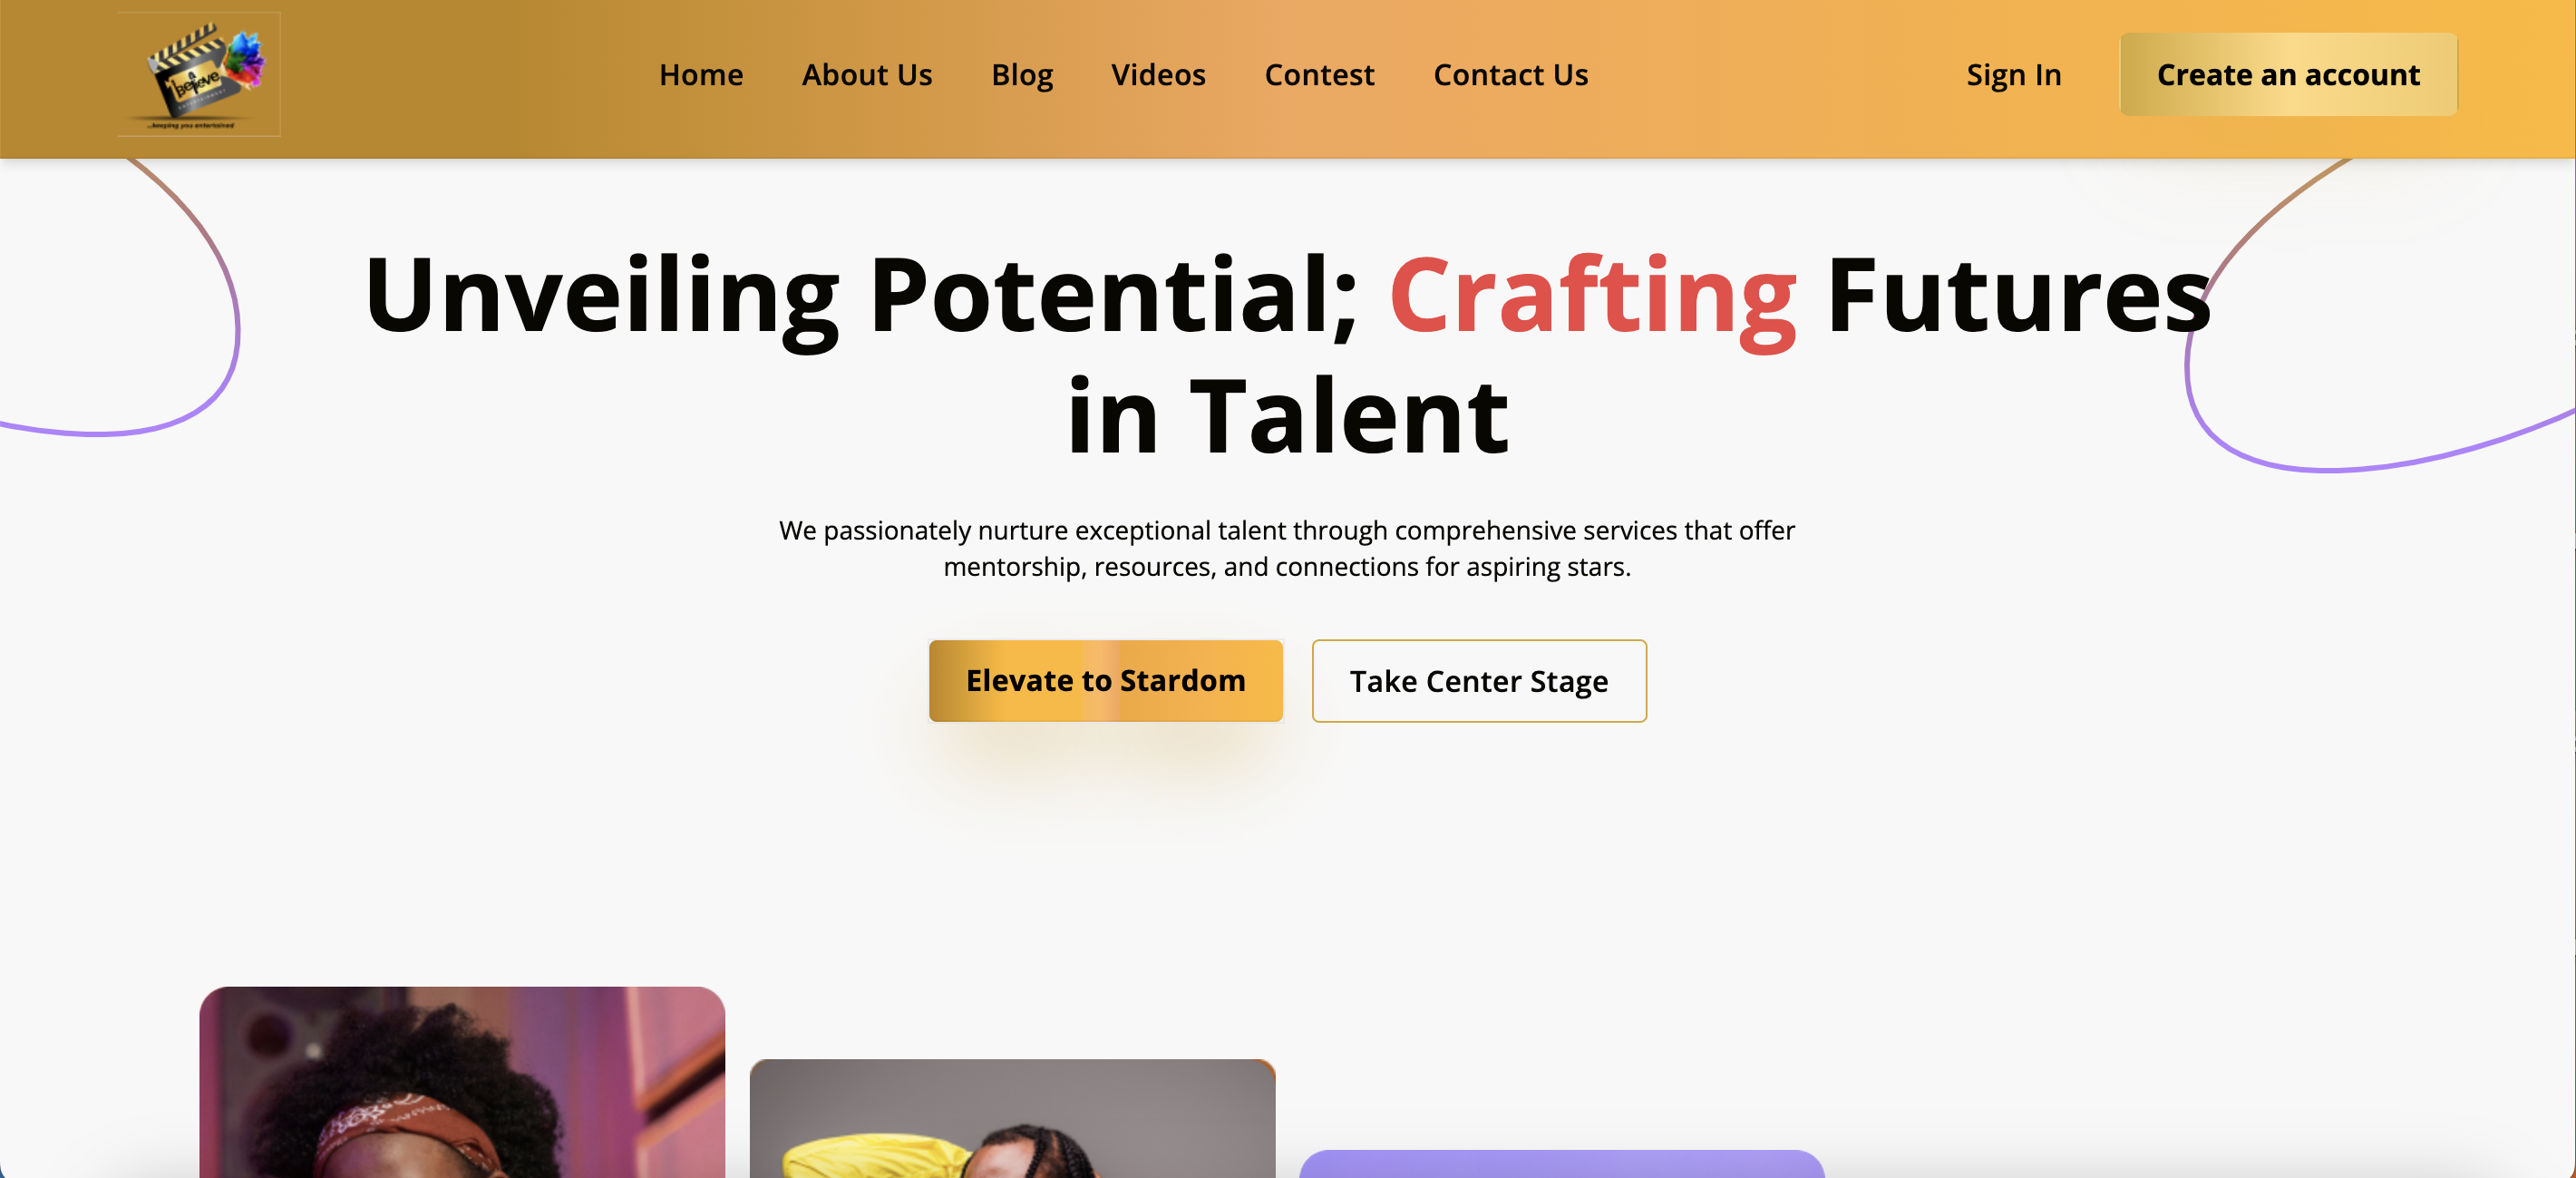 believe
...keeping you entertained
Home About Us Blog Videos Contest Contact Us
Sign In Create an account
Unveiling Potential; Crafting Futures
in Talent
We passionately nurture exceptional talent through comprehensive services that offer
mentorship, resources, and connections for aspiring stars.
Elevate to Stardom Take Center Stage